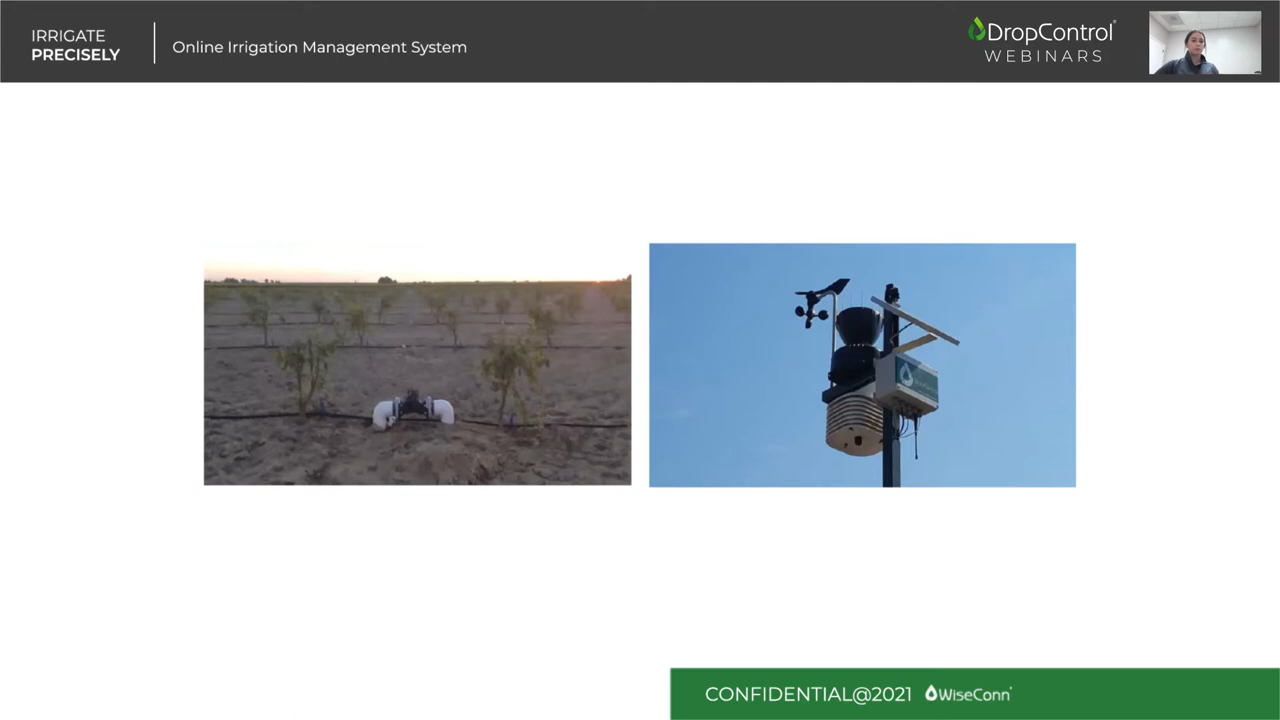 IRRIGATE
PRECISELY
Online Irrigation Management System
DropControl®
WEBINARS
CONFIDENTIAL@2021 WiseConn®